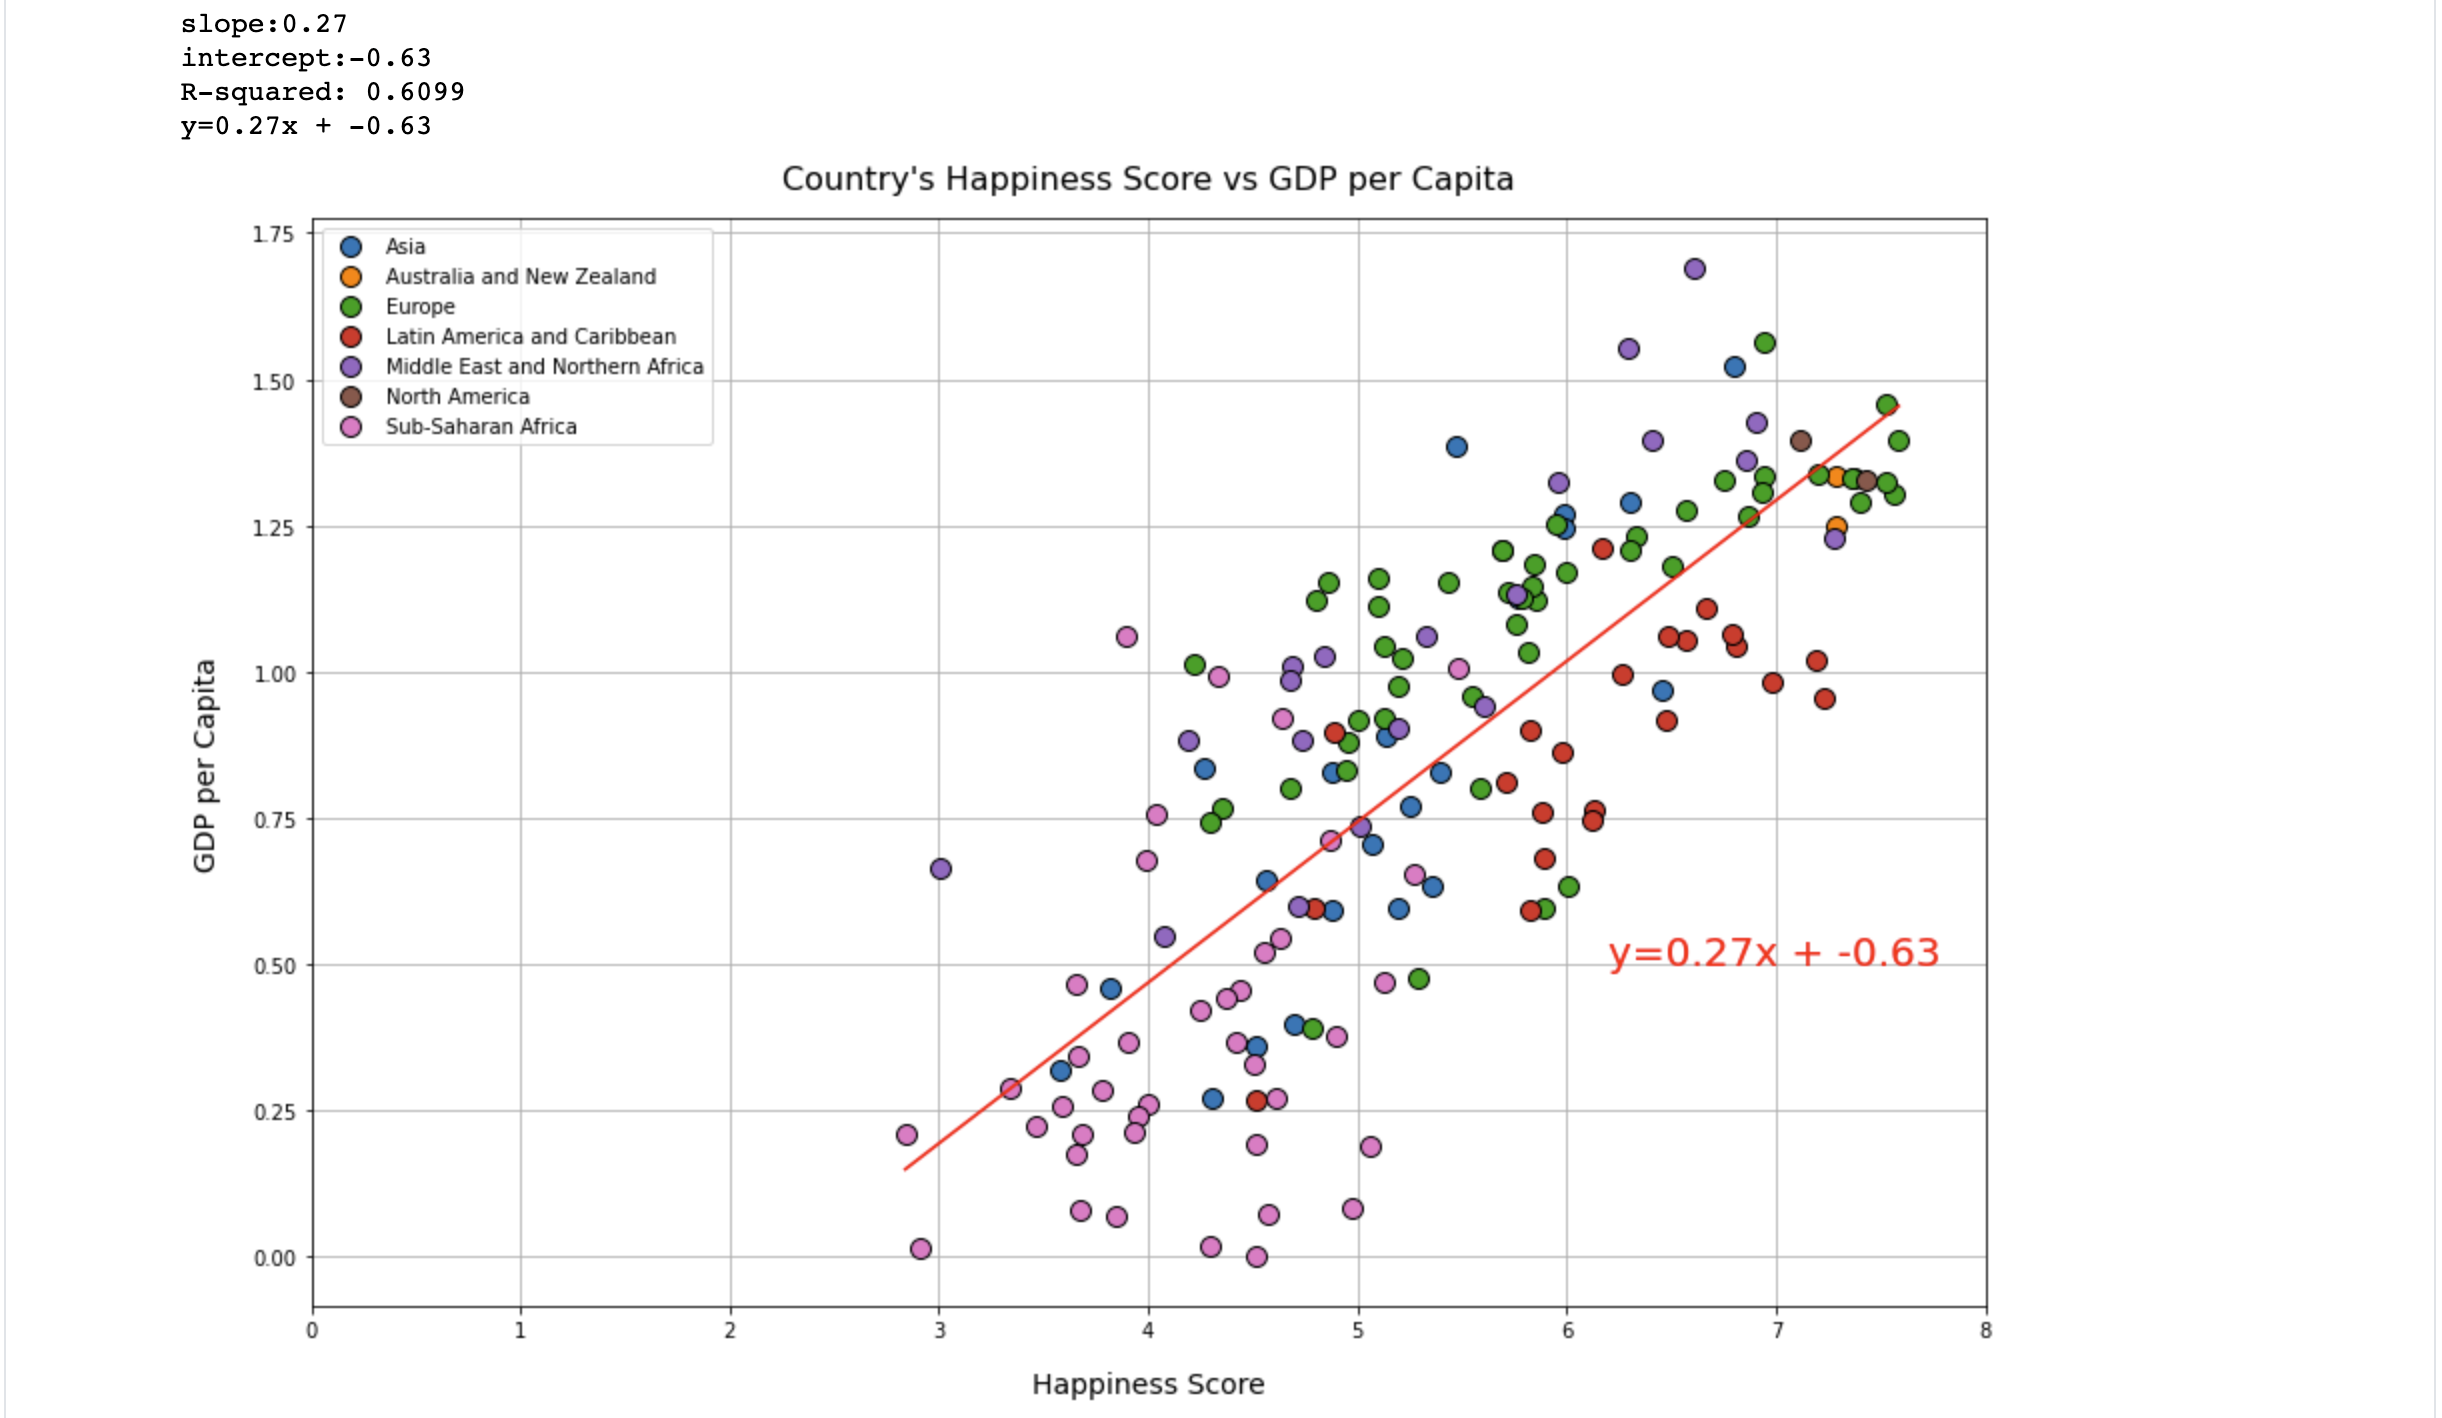 slope:0.27
intercept:-0.63
R-squared: 0.6099
y=0.27x + -0.63
Country's Happiness Score vs GDP per Capita
1.75
1.50
1.25
1.00
0.75
0.50
0.25
0.00
GDP per Capita
Asia
Australia and New Zealand
Europe
Latin America and Caribbean
Middle East and Northern Africa
North America
Sub-Saharan Africa
y=0.27x + -0.63
0 1 2 3 4 5 6 7 8
Happiness Score